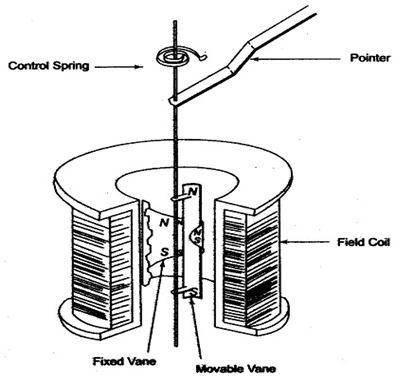 Control Spring
Pointer
N
N
N
S
S
S
Field Coil
Fixed Vane
Movable Vane